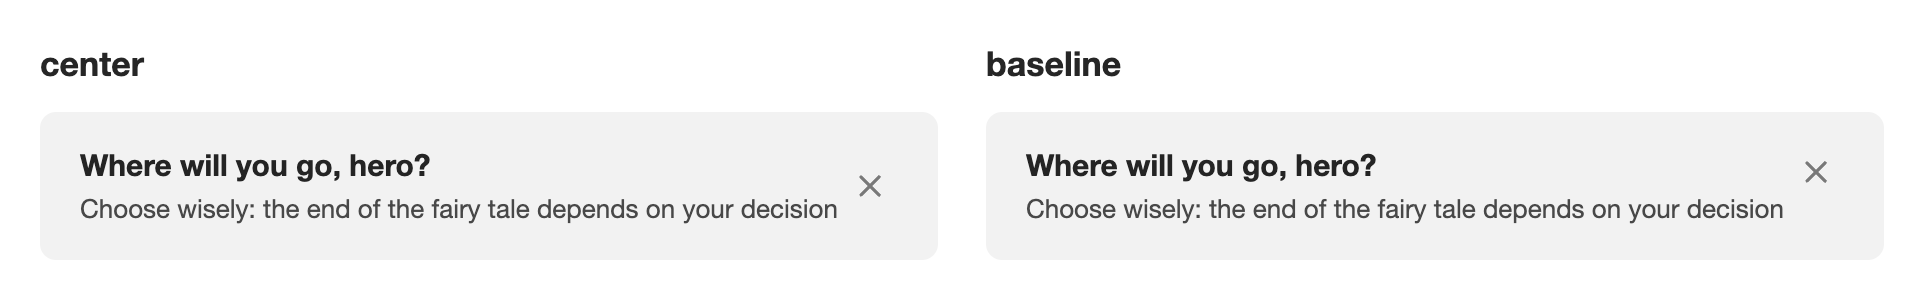 center
Where will you go, hero?
Choose wisely: the end of the fairy tale depends on your decision
baseline
Where will you go, hero?
Choose wisely: the end of the fairy tale depends on your decision